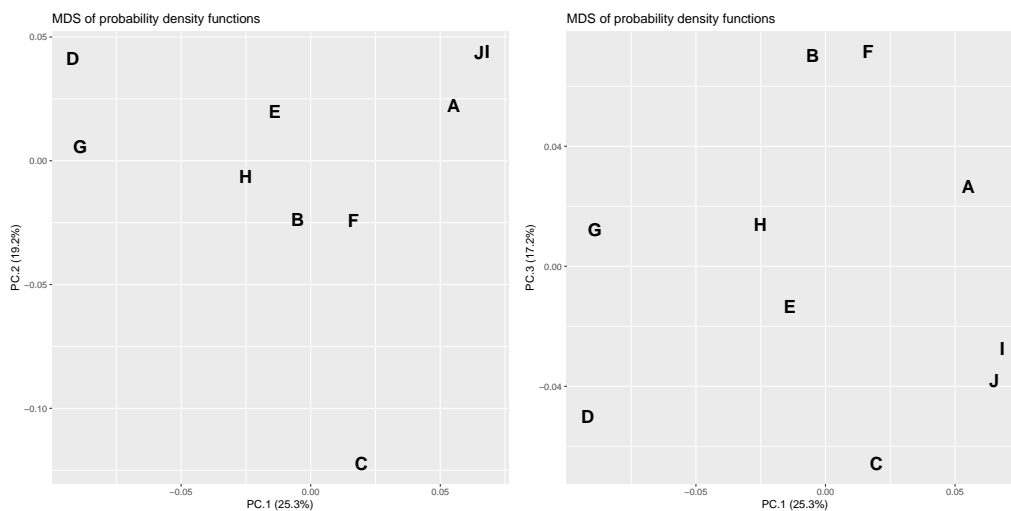 MDS of probability density functions
0.05
D
JI
E
A
G
0.00
H
B
F
PC.2 (19.2%)
−0.05
−0.10
C
−0.05
0.00
0.05
PC.1 (25.3%)
MDS of probability density functions
B
F
0.04
A
H
G
PC.3 (17.2%)
0.00
E
I
J
−0.04
D
C
−0.05
0.00
0.05
PC.1 (25.3%)